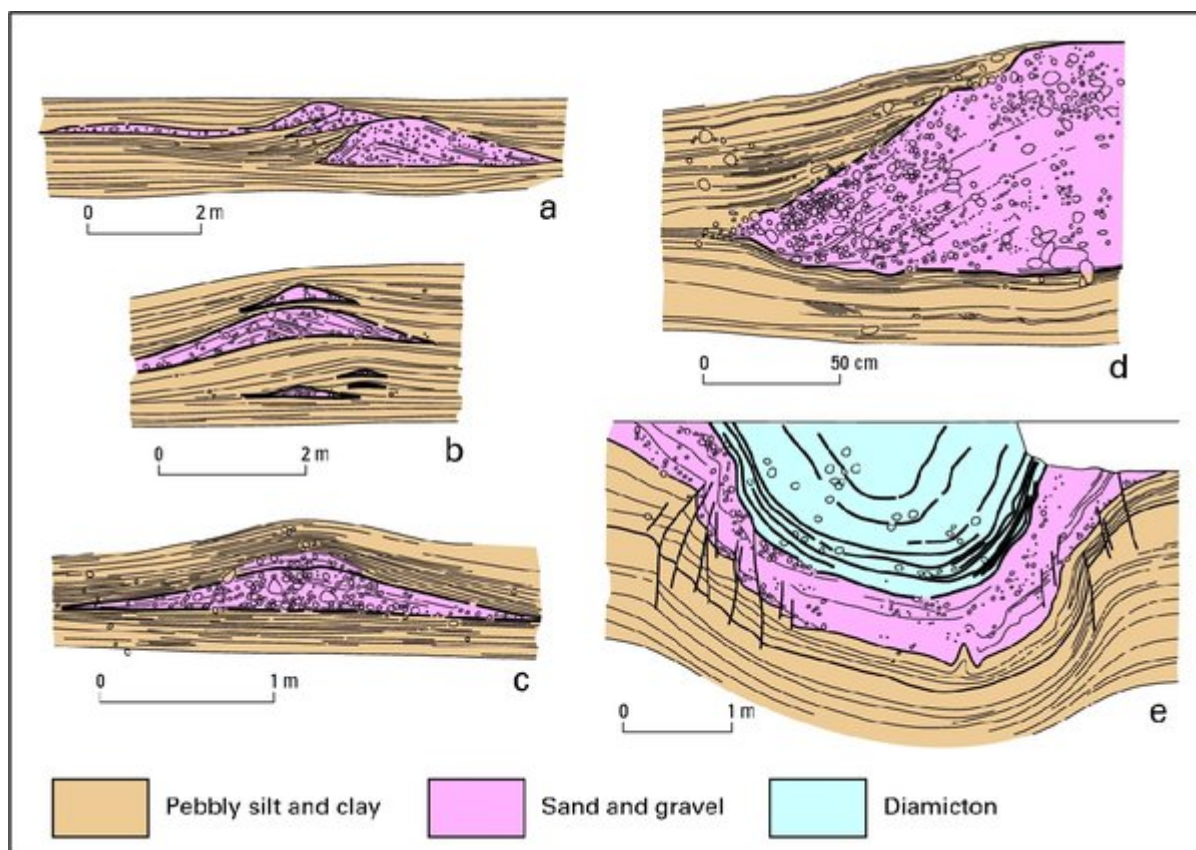 0 2 m
a
0 2 m
b
0 1 m
c
0 50 cm
d
0 1 m
e
Pebbly silt and clay
Sand and gravel
Diamicton